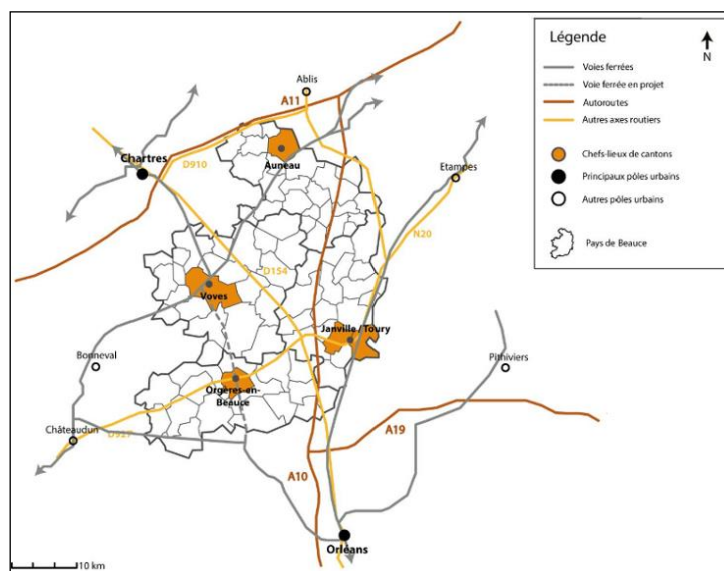 Légende
N
Voies ferrées
Voie ferrée en projet
Autoroutes
Autres axes routiers
Chefs-lieux de cantons
Principaux pôles urbains
Autres pôles urbains
Pays de Beauce
Ablis
A11
D910
Chartres
Auneau
Etampes
N20
D154
Voves
Janville / Toury
Bonneval
Pithiviers
Orgères-en-
Beauce
Châteaudun
D927
A19
A10
Orléans
10 km